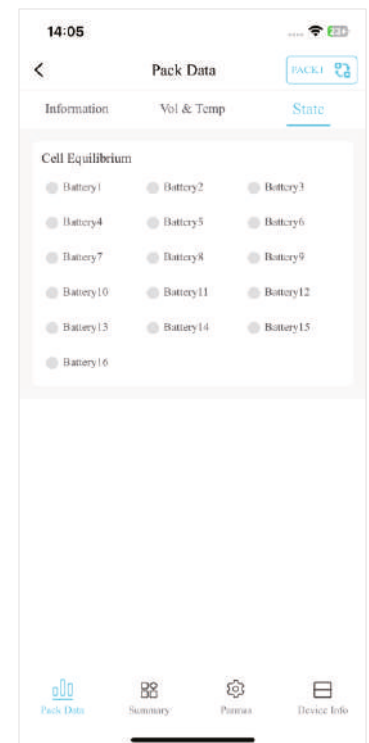 14:05
Pack Data
PACK1
Information Vol & Temp State
Cell Equilibrium
Battery1 Battery2 Battery3
Battery4 Battery5 Battery6
Battery7 Battery8 Battery9
Battery10 Battery11 Battery12
Battery13 Battery14 Battery15
Battery16
Pack Data Summary Parmas Device Info